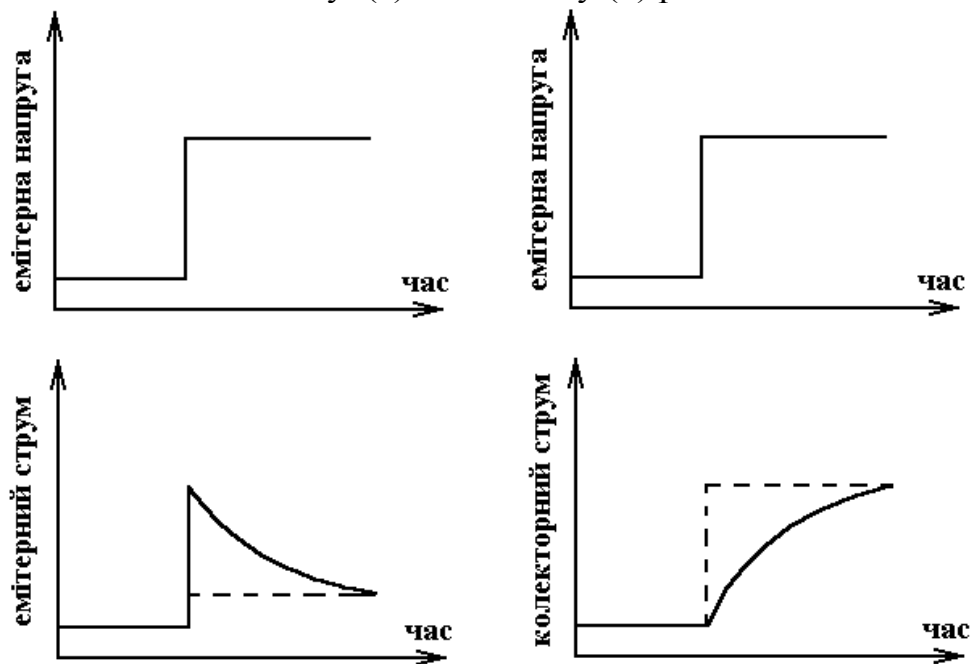 емітерна напруга
час
емітерна напруга
час
емітерний струм
час
колекторний струм
час